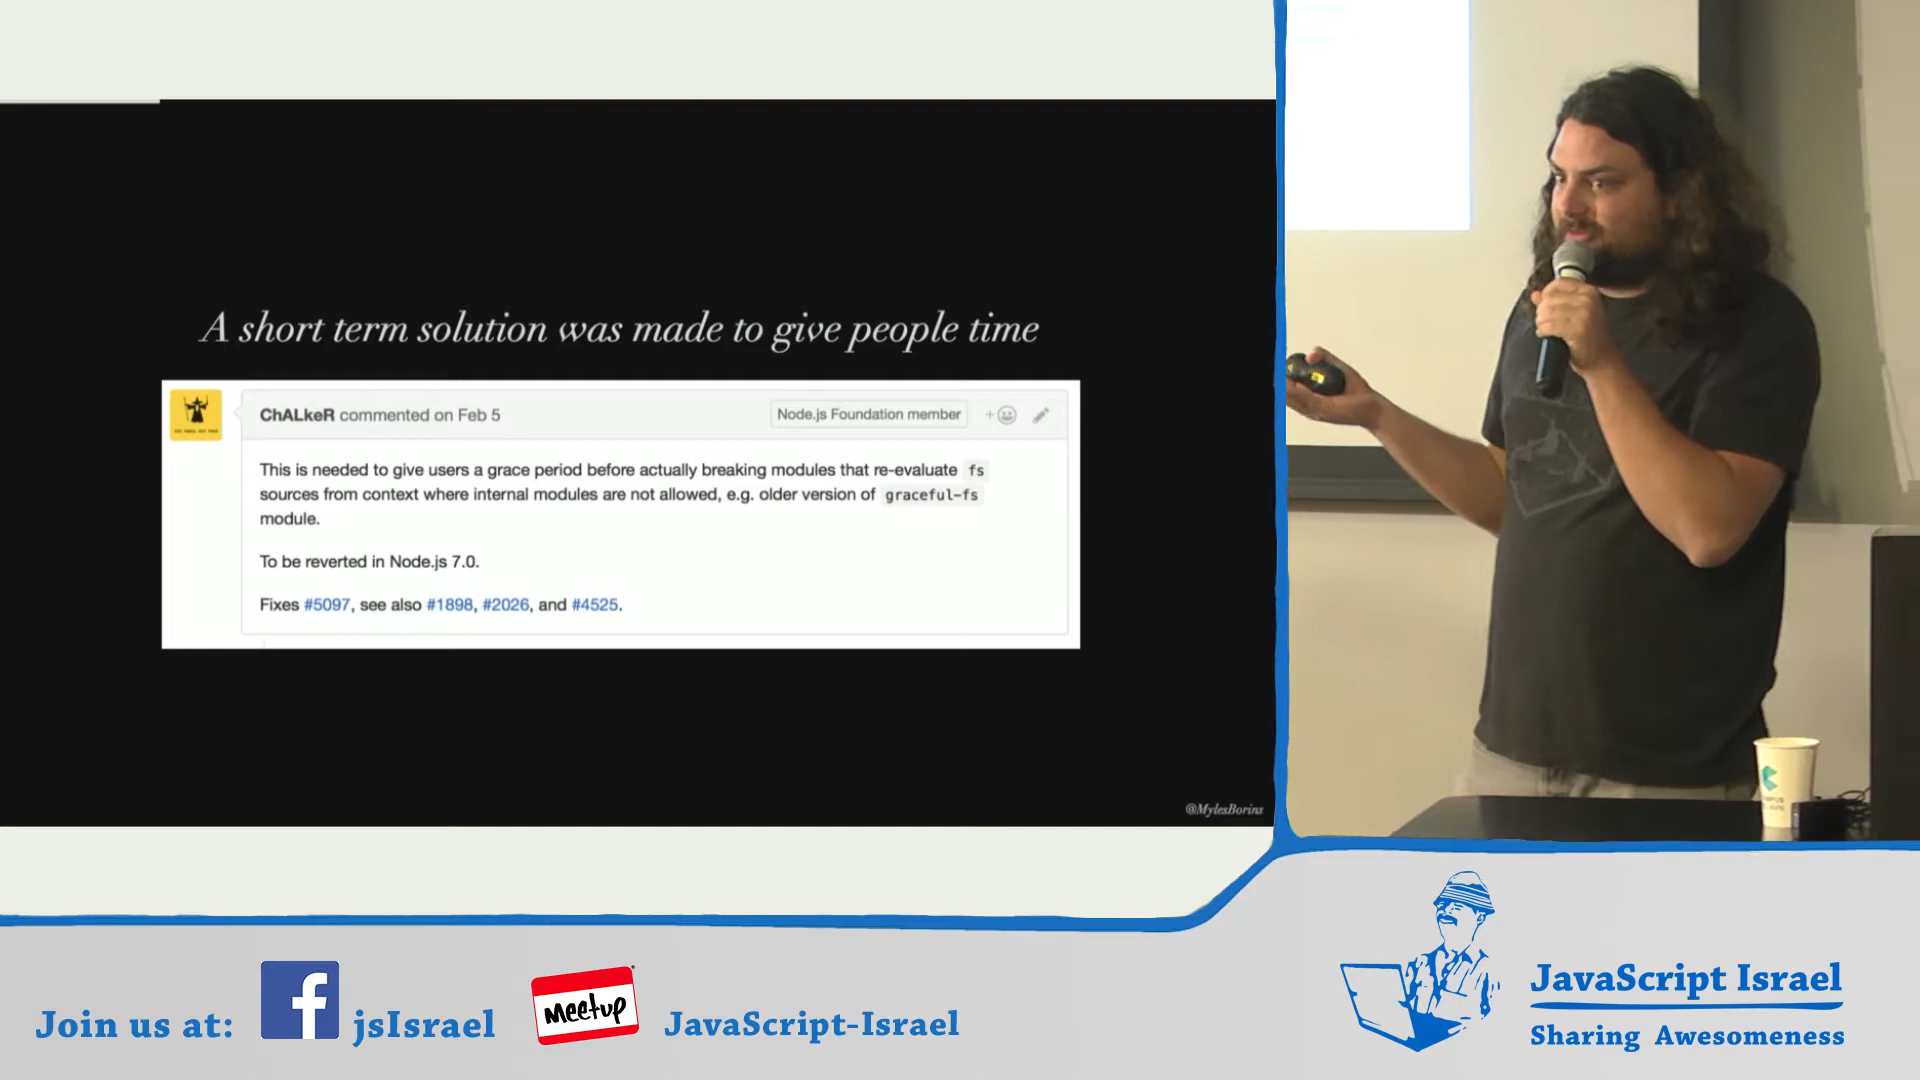 A short term solution was made to give people time
ChALkeR commented on Feb 5
Node.js Foundation member
This is needed to give users a grace period before actually breaking modules that re-evaluate fs
sources from context where internal modules are not allowed, e.g. older version of graceful-fs
module.
To be reverted in Node.js 7.0.
Fixes #5097, see also #1898, #2026, and #4525.
@MylesBorins
Join us at:
f
jsIsrael
Meetup
JavaScript-Israel
JavaScript Israel
Sharing Awesomeness